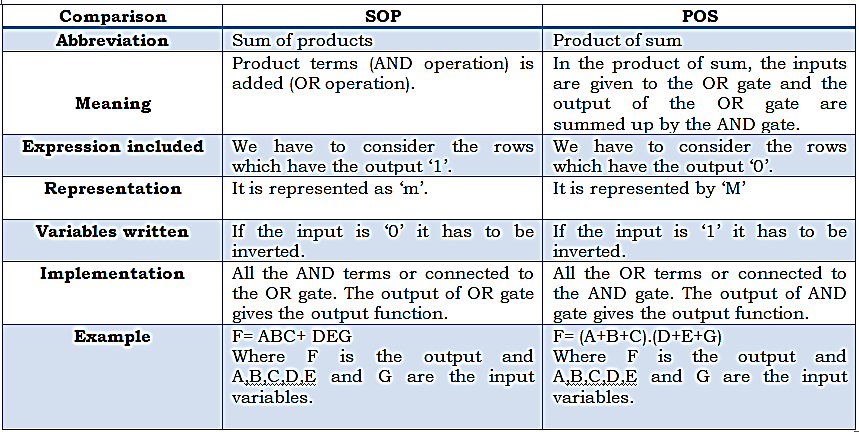 Comparison SOP POS
Abbreviation Sum of products Product of sum
Meaning
Product terms (AND operation) is
added (OR operation).
In the product of sum, the inputs
are given to the OR gate and the
output of the OR gate are
summed up by the AND gate.
Expression included
We have to consider the rows
which have the output ‘1’.
We have to consider the rows
which have the output ‘0’.
Representation It is represented as ‘m’. It is represented by ‘M’
Variables written
If the input is ‘0’ it has to be
inverted.
If the input is ‘1’ it has to be
inverted.
Implementation
All the AND terms or connected to
the OR gate. The output of OR gate
gives the output function.
All the OR terms or connected to
the AND gate. The output of AND
gate gives the output function.
Example
F= ABC+ DEG
Where F is the output and
A,B,C,D,E and G are the input
variables.
F= (A+B+C).(D+E+G)
Where F is the output and
A,B,C,D,E and G are the input
variables.